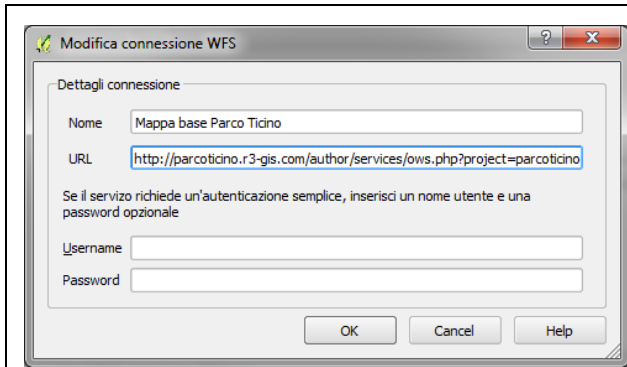 Modifica connessione WFS
Dettagli connessione
Nome Mappa base Parco Ticino
URL http://parcoticino.r3-gis.com/author/services/ows.php?project=parcoticino
Se il servizo richiede un'autenticazione semplice, inserisci un nome utente e una
password opzionale
Username
Password
OK Cancel Help